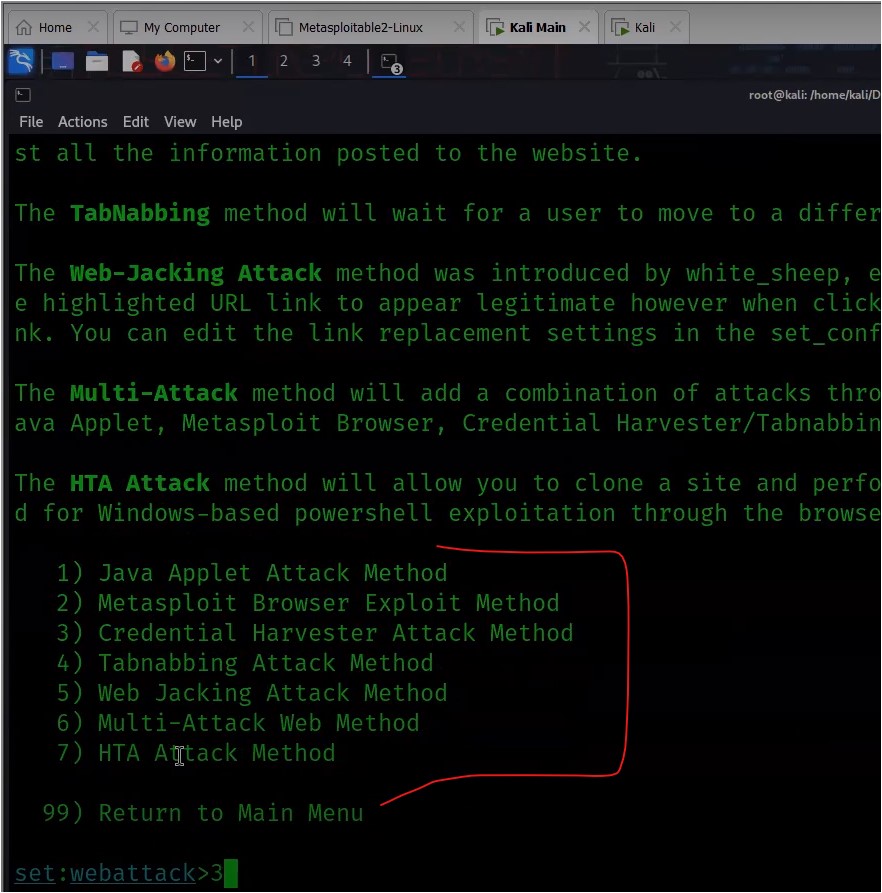 Home
My Computer
Metasploitable2-Linux
Kali Main
Kali
1 2 3 4
3
root@kali: /home/kali/D
File Actions Edit View Help
st all the information posted to the website.
The TabNabbing method will wait for a user to move to a differ
The Web-Jacking Attack method was introduced by white_sheep, e
e highlighted URL link to appear legitimate however when click
nk. You can edit the link replacement settings in the set_conf
The Multi-Attack method will add a combination of attacks thro
ava Applet, Metasploit Browser, Credential Harvester/Tabnabbin
The HTA Attack method will allow you to clone a site and perfo
d for Windows-based powershell exploitation through the browse
1) Java Applet Attack Method
2) Metasploit Browser Exploit Method
3) Credential Harvester Attack Method
4) Tabnabbing Attack Method
5) Web Jacking Attack Method
6) Multi-Attack Web Method
7) HTA Attack Method
99) Return to Main Menu
set:webattack>3